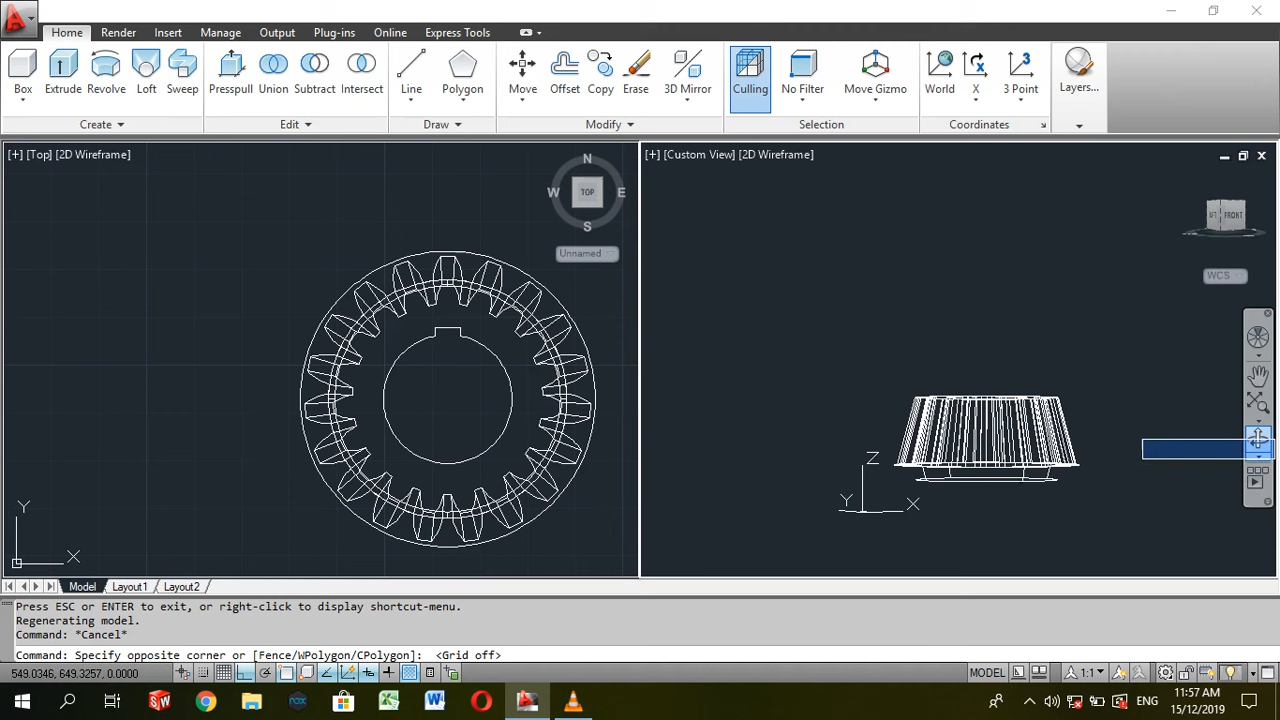 Home Render Insert Manage Output Plug-ins Online Express Tools
Box Extrude Revolve Loft Sweep Presspull Union Subtract Intersect Line Polygon Move Offset Copy Erase 3D Mirror Culling No Filter Move Gizmo World X 3 Point Layers...
Create Edit Draw Modify Selection Coordinates
[+] [Top] [2D Wireframe]
[+] [Custom View] [2D Wireframe]
N
W TOP E
S
Unnamed
FRONT
WCS
Z
Y X
Y
X
Model Layout1 Layout2
Press ESC or ENTER to exit, or right-click to display shortcut-menu.
Regenerating model.
Command: *Cancel*
Command: Specify opposite corner or [Fence/WPolygon/CPolygon]: <Grid off>
549.0346, 649.3257, 0.0000
MODEL 1:1
ENG
11:57 AM
15/12/2019